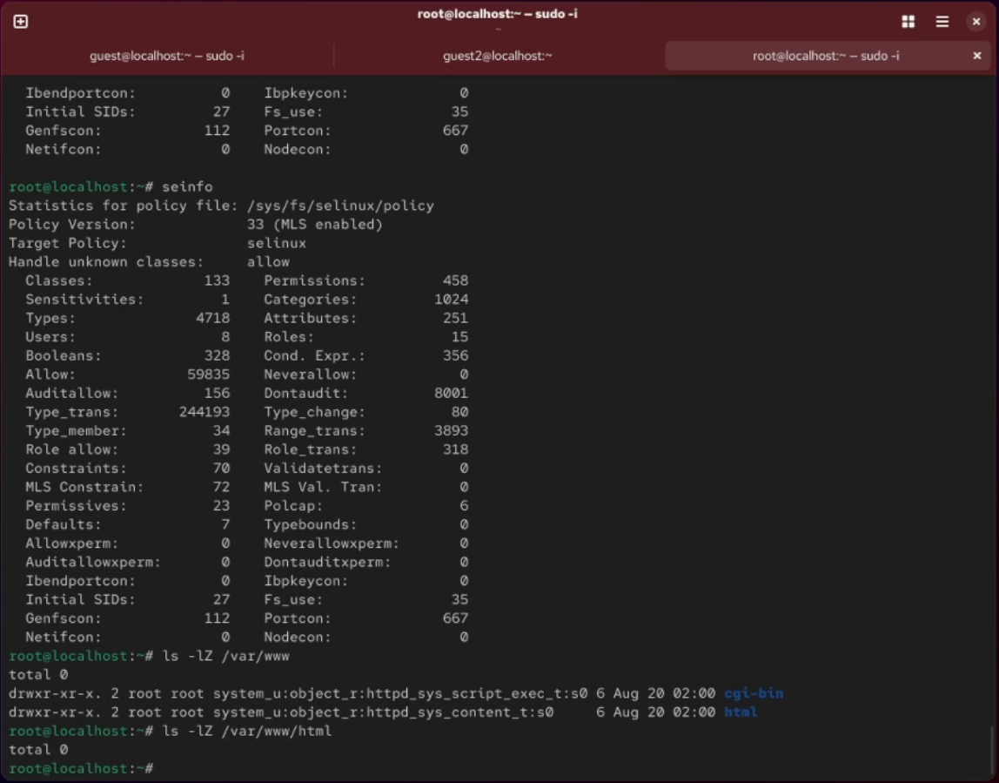 root@localhost:~ — sudo -i
~
guest@localhost:~ — sudo -i guest2@localhost:~ root@localhost:~ — sudo -i
  Ibendportcon:          0    Ibpkeycon:             0
  Initial SIDs:         27    Fs_use:               35
  Genfscon:            112    Portcon:             667
  Netifcon:              0    Nodecon:               0
root@localhost:~# seinfo
Statistics for policy file: /sys/fs/selinux/policy
Policy Version:             33 (MLS enabled)
Target Policy:              selinux
Handle unknown classes:     allow
  Classes:             133    Permissions:         458
  Sensitivities:         1    Categories:         1024
  Types:              4718    Attributes:          251
  Users:                 8    Roles:                15
  Booleans:            328    Cond. Expr.:         356
  Allow:             59835    Neverallow:            0
  Auditallow:          156    Dontaudit:          8001
  Type_trans:       244193    Type_change:          80
  Type_member:          34    Range_trans:        3893
  Role allow:           39    Role_trans:          318
  Constraints:          70    Validatetrans:         0
  MLS Constrain:        72    MLS Val. Tran:         0
  Permissives:          23    Polcap:                6
  Defaults:              7    Typebounds:            0
  Allowxperm:            0    Neverallowxperm:       0
  Auditallowxperm:       0    Dontauditxperm:        0
  Ibendportcon:          0    Ibpkeycon:             0
  Initial SIDs:         27    Fs_use:               35
  Genfscon:            112    Portcon:             667
  Netifcon:              0    Nodecon:               0
root@localhost:~# ls -lZ /var/www
total 0
drwxr-xr-x. 2 root root system_u:object_r:httpd_sys_script_exec_t:s0 6 Aug 20 02:00 cgi-bin
drwxr-xr-x. 2 root root system_u:object_r:httpd_sys_content_t:s0     6 Aug 20 02:00 html
root@localhost:~# ls -lZ /var/www/html
total 0
root@localhost:~#